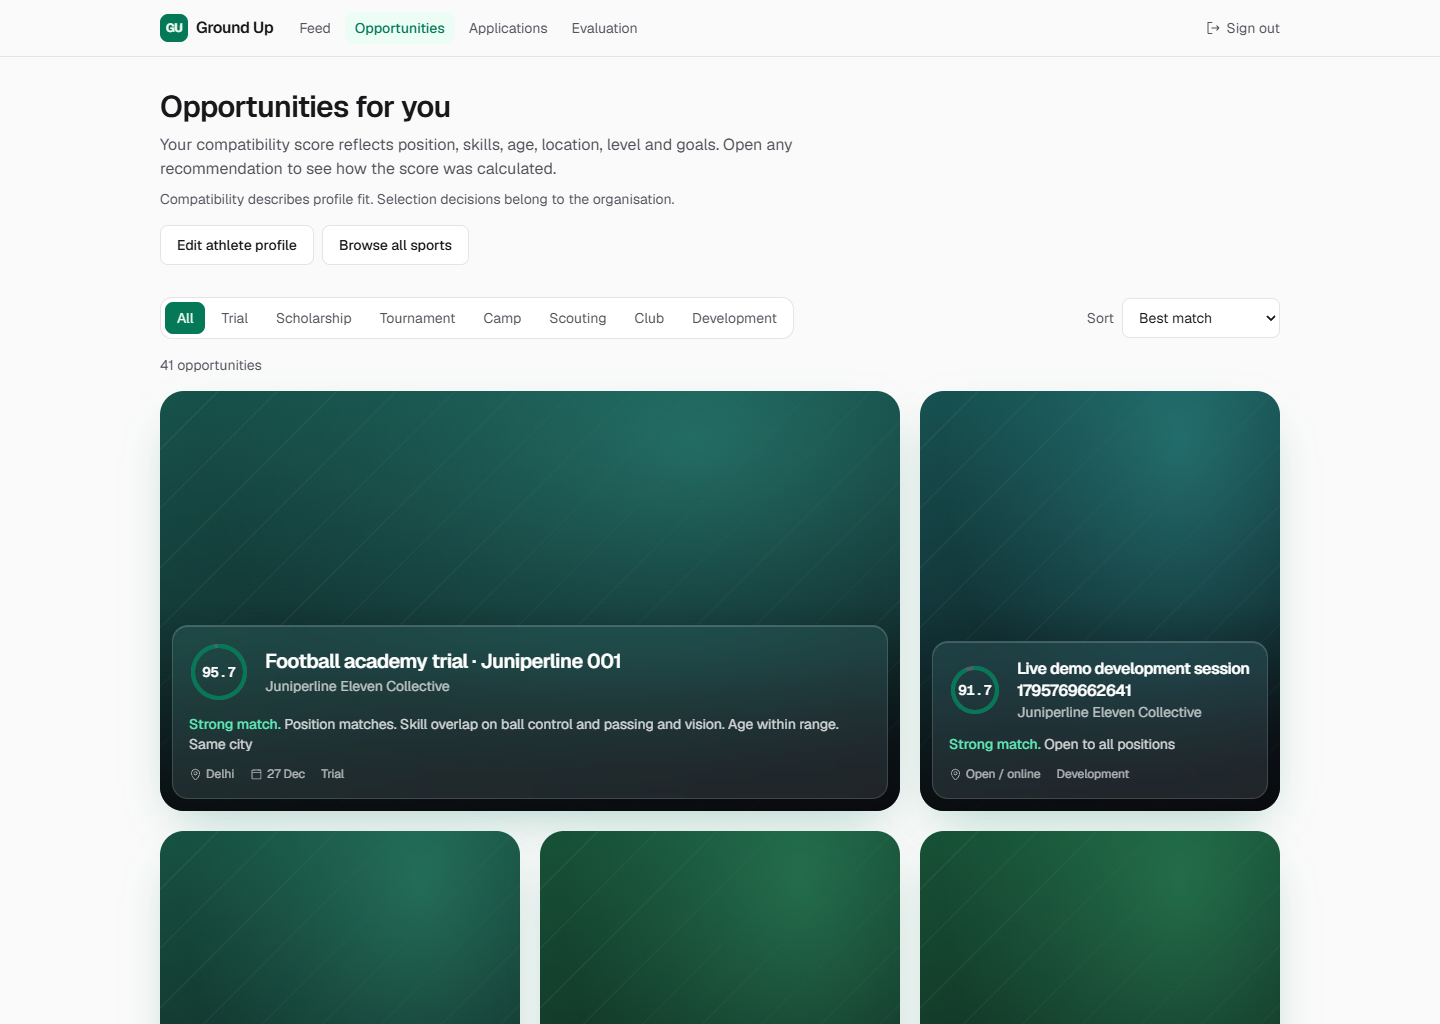 GU Ground Up Feed Opportunities Applications Evaluation Sign out
Opportunities for you
Your compatibility score reflects position, skills, age, location, level and goals. Open any
recommendation to see how the score was calculated.
Compatibility describes profile fit. Selection decisions belong to the organisation.
Edit athlete profile Browse all sports
All Trial Scholarship Tournament Camp Scouting Club Development Sort Best match
41 opportunities
95.7
Football academy trial · Juniperline 001
Juniperline Eleven Collective
Strong match. Position matches. Skill overlap on ball control and passing and vision. Age within range.
Same city
Delhi 27 Dec Trial
91.7
Live demo development session
1795769662641
Juniperline Eleven Collective
Strong match. Open to all positions
Open / online Development